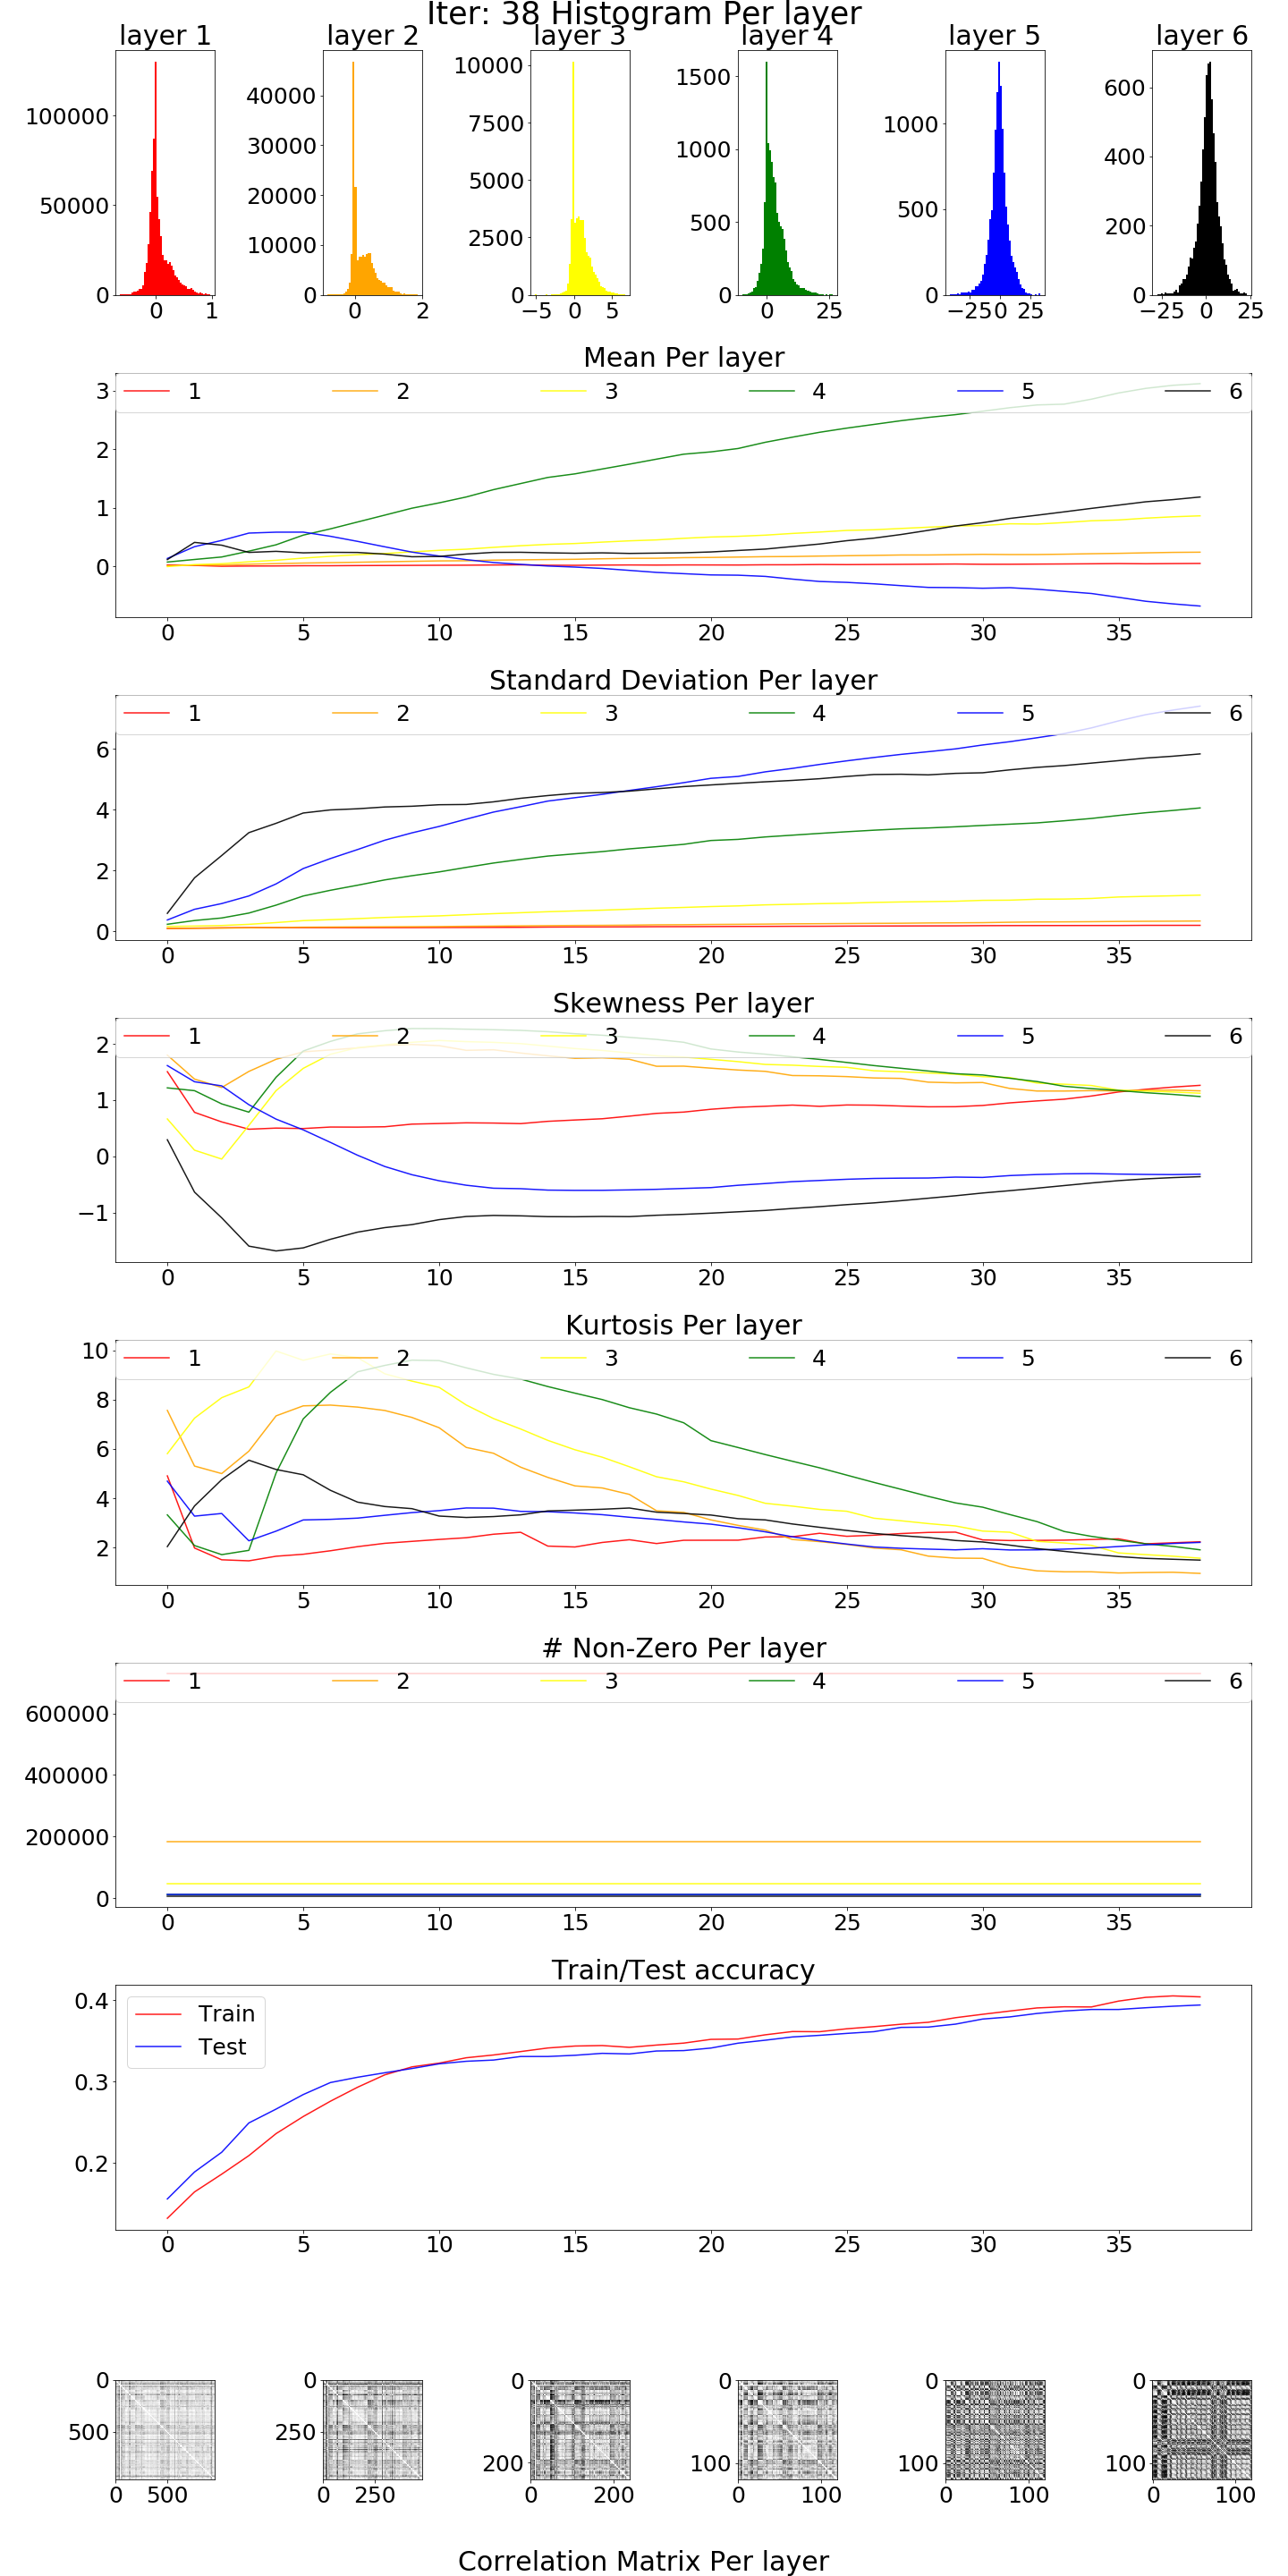 Iter: 38 Histogram Per layer
layer 1 layer 2 layer 3 layer 4 layer 5 layer 6
100000 50000 0
0 1
40000 30000 20000 10000 0
0 2
10000 7500 5000 2500 0
−5 0 5
1500 1000 500 0
0 25
1000 500 0
−25 0 25
600 400 200 0
−25 0 25
Mean Per layer
1 2 3 4 5 6
3
2
1
0
0 5 10 15 20 25 30 35
Standard Deviation Per layer
1 2 3 4 5 6
6
4
2
0
0 5 10 15 20 25 30 35
Skewness Per layer
1 2 3 4 5 6
2
1
0
−1
0 5 10 15 20 25 30 35
Kurtosis Per layer
1 2 3 4 5 6
10
8
6
4
2
0 5 10 15 20 25 30 35
# Non-Zero Per layer
1 2 3 4 5 6
600000
400000
200000
0
0 5 10 15 20 25 30 35
Train/Test accuracy
Train
Test
0.4
0.3
0.2
0 5 10 15 20 25 30 35
0 500
0 500
0 250
0 250
0 200
0 200
0 100
0 100
0 100
0 100
0 100
0 100
Correlation Matrix Per layer